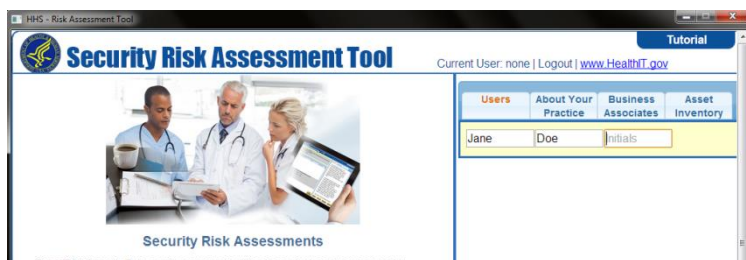 HHS - Risk Assessment Tool
Tutorial
Security Risk Assessment Tool
Current User: none | Logout | www.HealthIT.gov
Users
About Your Practice
Business Associates
Asset Inventory
Jane
Doe
Initials
Security Risk Assessments